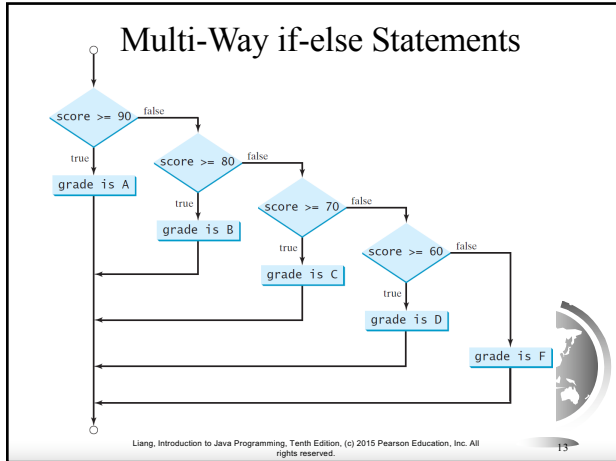 Multi-Way if-else Statements
score >= 90
false
true
score >= 80
false
grade is A
true
score >= 70
false
grade is B
true
score >= 60
false
grade is C
true
grade is D
grade is F
Liang, Introduction to Java Programming, Tenth Edition, (c) 2015 Pearson Education, Inc. All
rights reserved.
13